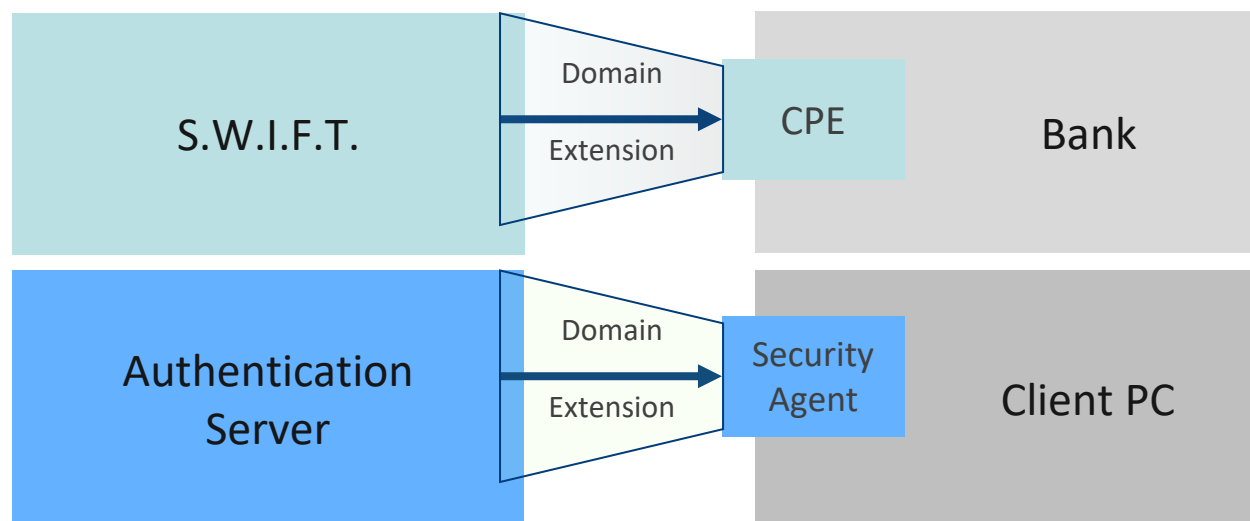 S.W.I.F.T.
Domain
Extension
CPE
Bank
Authentication
Server
Domain
Extension
Security
Agent
Client PC